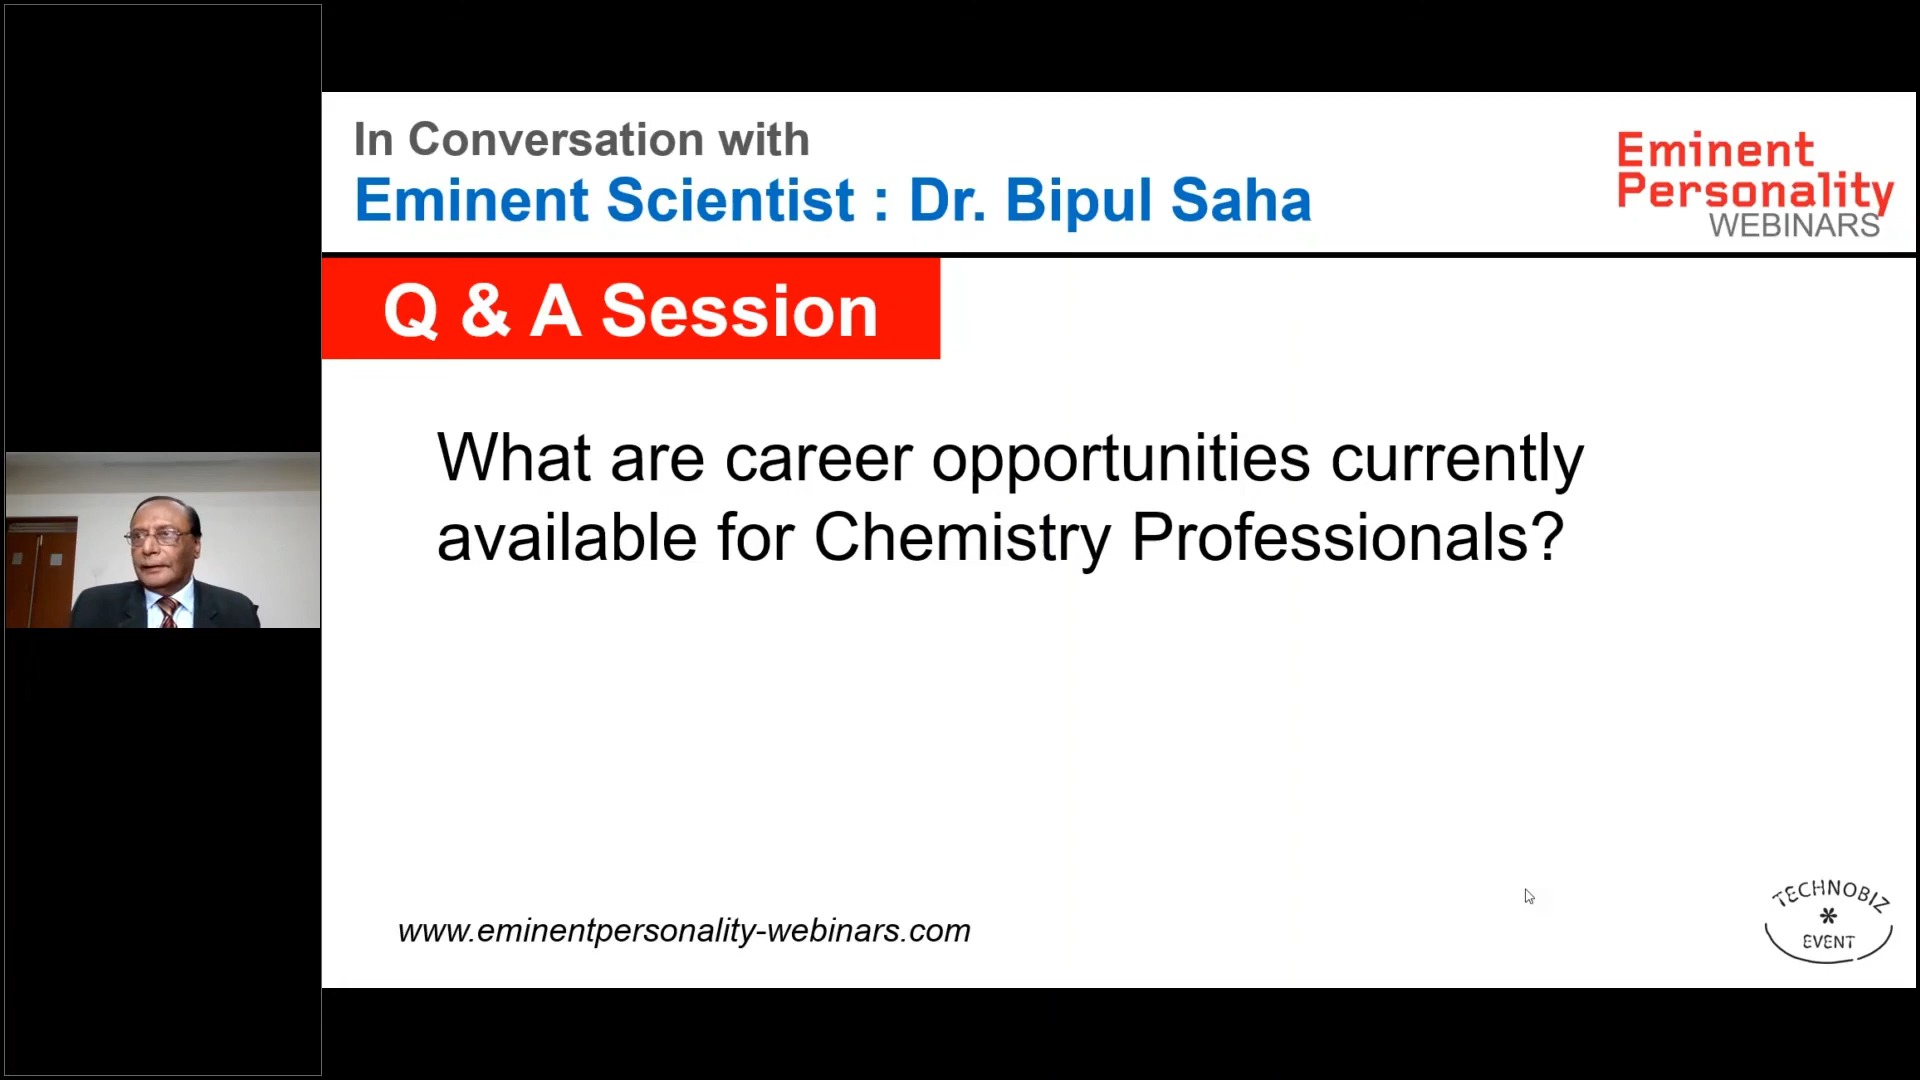 In Conversation with
Eminent Scientist : Dr. Bipul Saha
Eminent
Personality
WEBINARS
Q & A Session
What are career opportunities currently
available for Chemistry Professionals?
www.eminentpersonality-webinars.com
TECHNOBIZ
EVENT